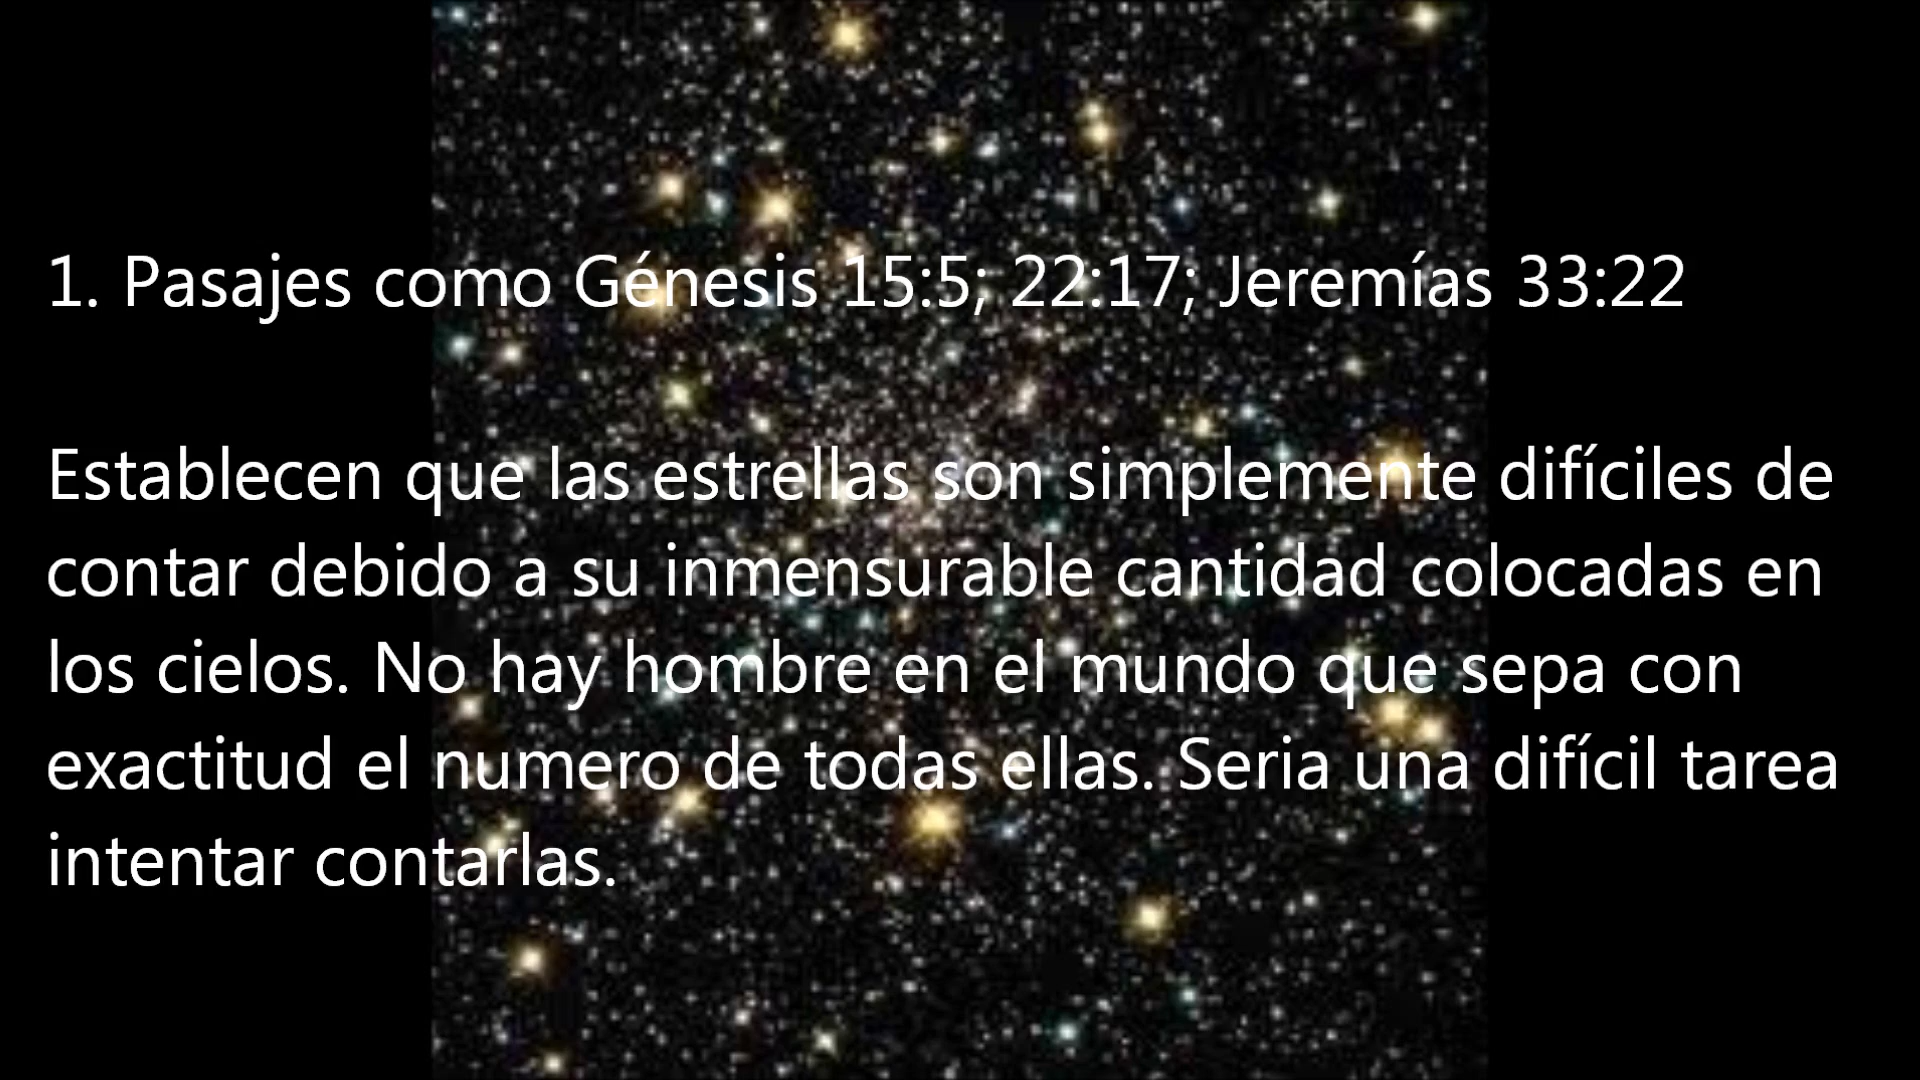 1. Pasajes como Génesis 15:5; 22:17; Jeremías 33:22
Establecen que las estrellas son simplemente difíciles de
contar debido a su inmensurable cantidad colocadas en
los cielos. No hay hombre en el mundo que sepa con
exactitud el numero de todas ellas. Seria una difícil tarea
intentar contarlas.